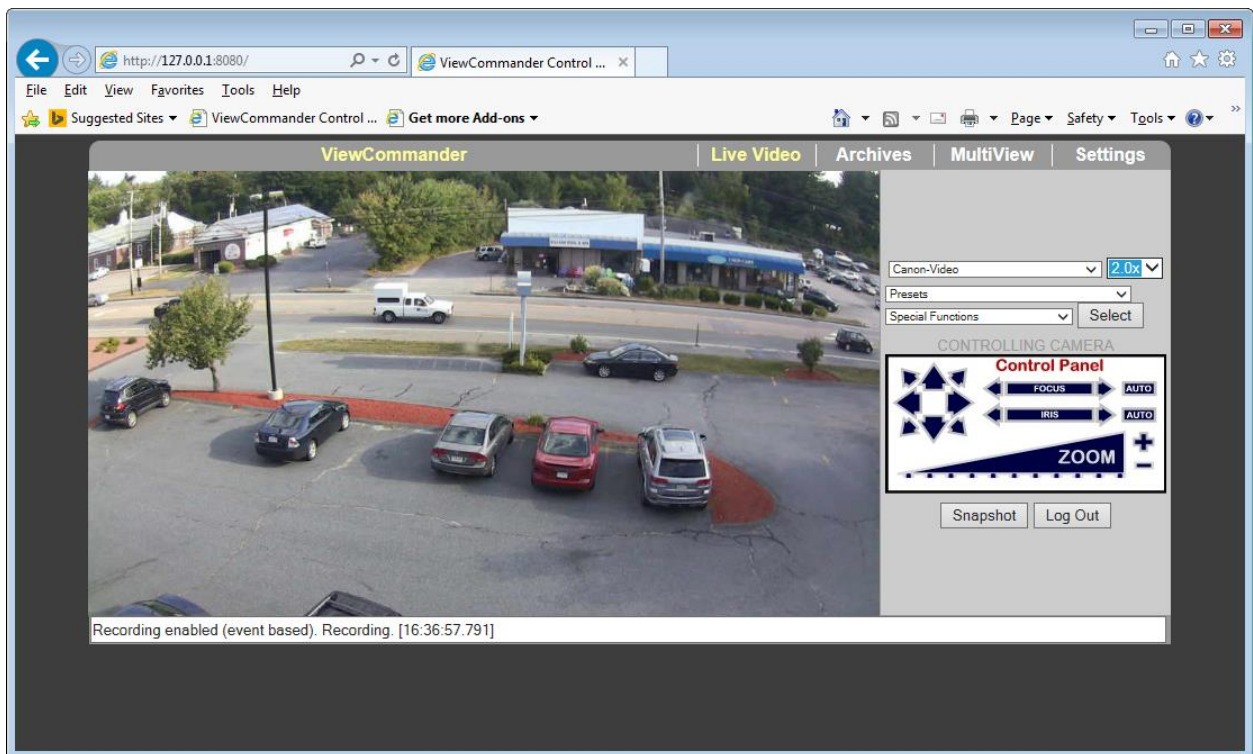 http://127.0.0.1:8080/
ViewCommander Control ...
File Edit View Favorites Tools Help
Suggested Sites
ViewCommander Control ...
Get more Add-ons
Page
Safety
Tools
ViewCommander
Live Video
Archives
MultiView
Settings
Canon-Video
2.0x
Presets
Special Functions
Select
CONTROLLING CAMERA
Control Panel
FOCUS
AUTO
IRIS
AUTO
ZOOM
Snapshot
Log Out
Recording enabled (event based). Recording. [16:36:57.791]